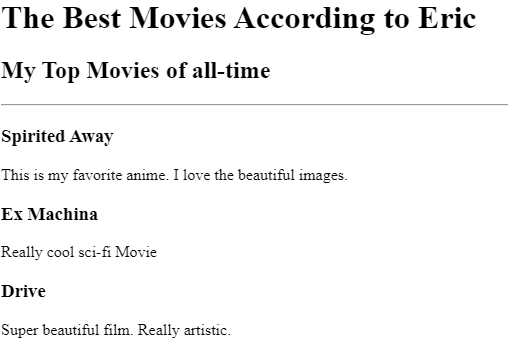 The Best Movies According to Eric
My Top Movies of all-time
Spirited Away
This is my favorite anime. I love the beautiful images.
Ex Machina
Really cool sci-fi Movie
Drive
Super beautiful film. Really artistic.